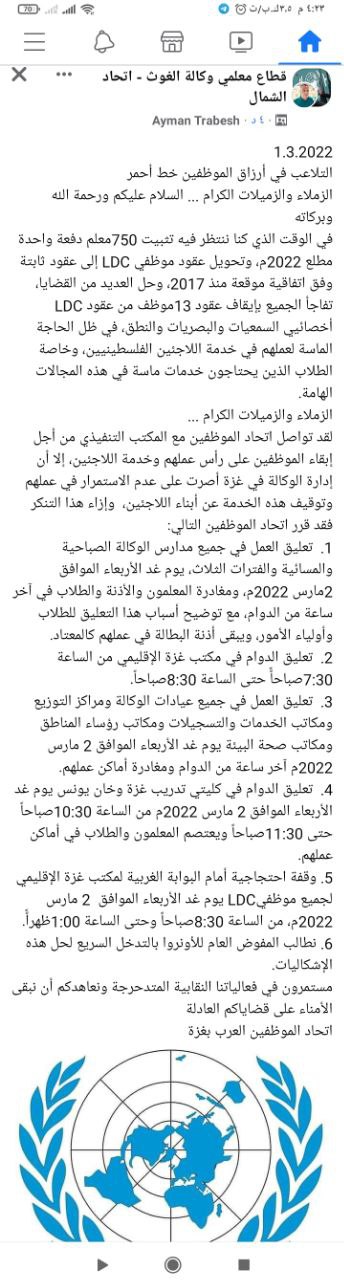 ٤:٢٣ م ٣.٥ك.ب/ث
70
قطاع معلمي وكالة الغوث - اتحاد
الشمال
Ayman Trabesh · ٤ د ·
1.3.2022
التلاعب في أرزاق الموظفين خط أحمر
الزملاء والزميلات الكرام ... السلام عليكم ورحمة الله
وبركاته
في الوقت الذي كنا ننتظر فيه تثبيت 750معلم دفعة واحدة
مطلع 2022م، وتحويل عقود موظفي LDC إلى عقود ثابتة
وفق اتفاقية موقعة منذ 2017، وحل العديد من القضايا،
تفاجأ الجميع بإيقاف عقود 13موظف من عقود LDC
أخصائيي السمعيات والبصريات والنطق، في ظل الحاجة
الماسة لعملهم في خدمة اللاجئين الفلسطينيين، وخاصة
الطلاب الذين يحتاجون خدمات ماسة في هذه المجالات
الهامة.
الزملاء والزميلات الكرام ...
لقد تواصل اتحاد الموظفين مع المكتب التنفيذي من أجل
إبقاء الموظفين على رأس عملهم وخدمة اللاجئين، إلا أن
إدارة الوكالة في غزة أصرت على عدم الاستمرار في عملهم
وتوقيف هذه الخدمة عن أبناء اللاجئين، وإزاء هذا التنكر
فقد قرر اتحاد الموظفين التالي:
1. تعليق العمل في جميع مدارس الوكالة الصباحية
والمسائية والفترات الثلاث، يوم غد الأربعاء الموافق
2مارس 2022م، ومغادرة المعلمون والأذنة والطلاب في آخر
ساعة من الدوام، مع توضيح أسباب هذا التعليق للطلاب
وأولياء الأمور، ويبقى أذنة البطالة في عملهم كالمعتاد.
2. تعليق الدوام في مكتب غزة الإقليمي من الساعة
7:30صباحاً حتى الساعة 8:30صباحاً.
3. تعليق العمل في جميع عيادات الوكالة ومراكز التوزيع
ومكاتب الخدمات والتسجيلات ومكاتب رؤساء المناطق
ومكاتب صحة البيئة يوم غد الأربعاء الموافق 2 مارس
2022م آخر ساعة من الدوام ومغادرة أماكن عملهم.
4. تعليق الدوام في كليتي تدريب غزة وخان يونس يوم غد
الأربعاء الموافق 2 مارس 2022م من الساعة 10:30صباحاً
حتى 11:30صباحاً ويعتصم المعلمون والطلاب في أماكن
عملهم.
5. وقفة احتجاجية أمام البوابة الغربية لمكتب غزة الإقليمي
لجميع موظفيLDC يوم غد الأربعاء الموافق 2 مارس
2022م، من الساعة 8:30صباحاً وحتى الساعة 1:00ظهراً.
6. نطالب المفوض العام للأونروا بالتدخل السريع لحل هذه
الإشكاليات.
مستمرون في فعالياتنا النقابية المتدحرجة ونعاهدكم أن نبقى
الأمناء على قضاياكم العادلة
اتحاد الموظفين العرب بغزة